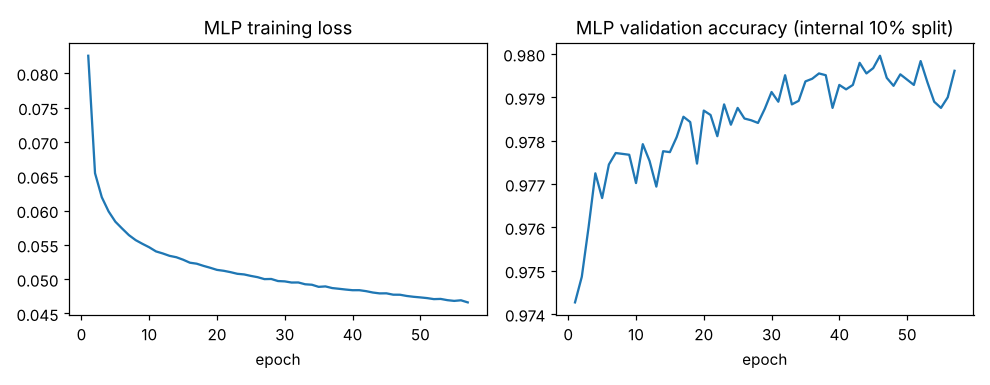 MLP training loss
0.080
0.075
0.070
0.065
0.060
0.055
0.050
0.045
0 10 20 30 40 50
epoch
MLP validation accuracy (internal 10% split)
0.980
0.979
0.978
0.977
0.976
0.975
0.974
0 10 20 30 40 50
epoch